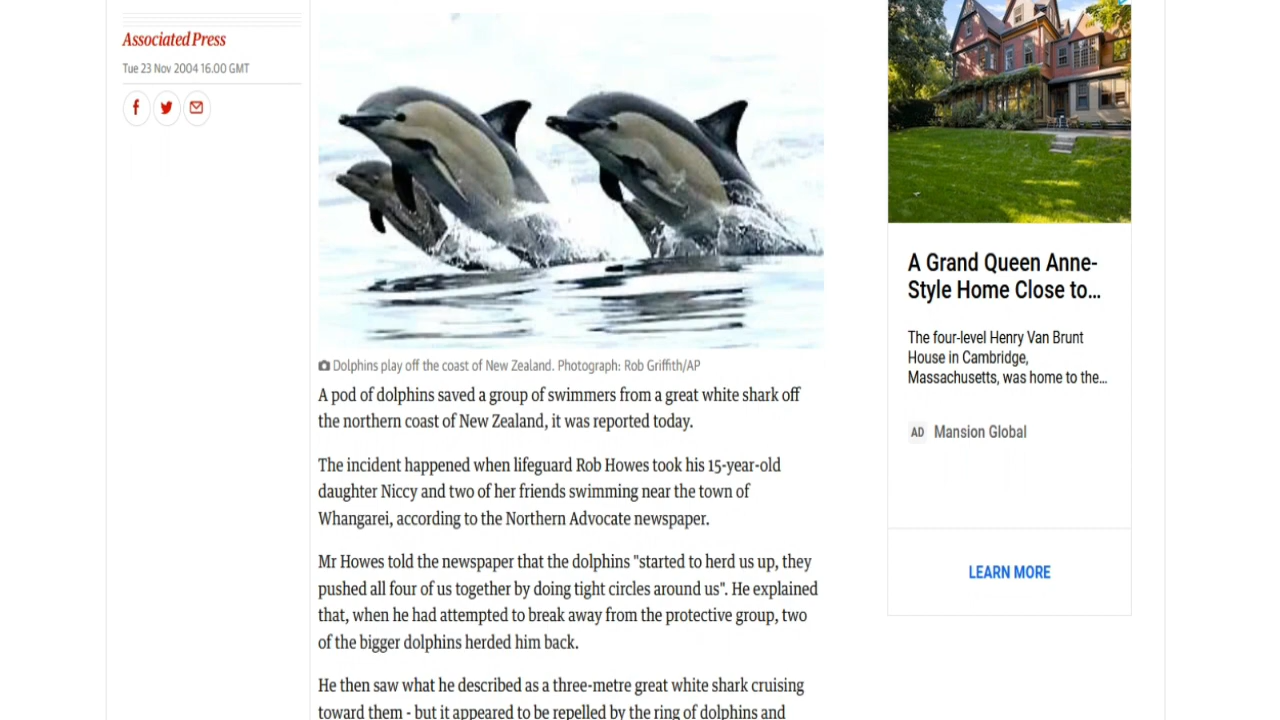 Associated Press
Tue 23 Nov 2004 16.00 GMT
Dolphins play off the coast of New Zealand. Photograph: Rob Griffith/AP
A pod of dolphins saved a group of swimmers from a great white shark off
the northern coast of New Zealand, it was reported today.
The incident happened when lifeguard Rob Howes took his 15-year-old
daughter Niccy and two of her friends swimming near the town of
Whangarei, according to the Northern Advocate newspaper.
Mr Howes told the newspaper that the dolphins "started to herd us up, they
pushed all four of us together by doing tight circles around us". He explained
that, when he had attempted to break away from the protective group, two
of the bigger dolphins herded him back.
He then saw what he described as a three-metre great white shark cruising
toward them - but it appeared to be repelled by the ring of dolphins and
A Grand Queen Anne-
Style Home Close to...
The four-level Henry Van Brunt
House in Cambridge,
Massachusetts, was home to the...
AD Mansion Global
LEARN MORE